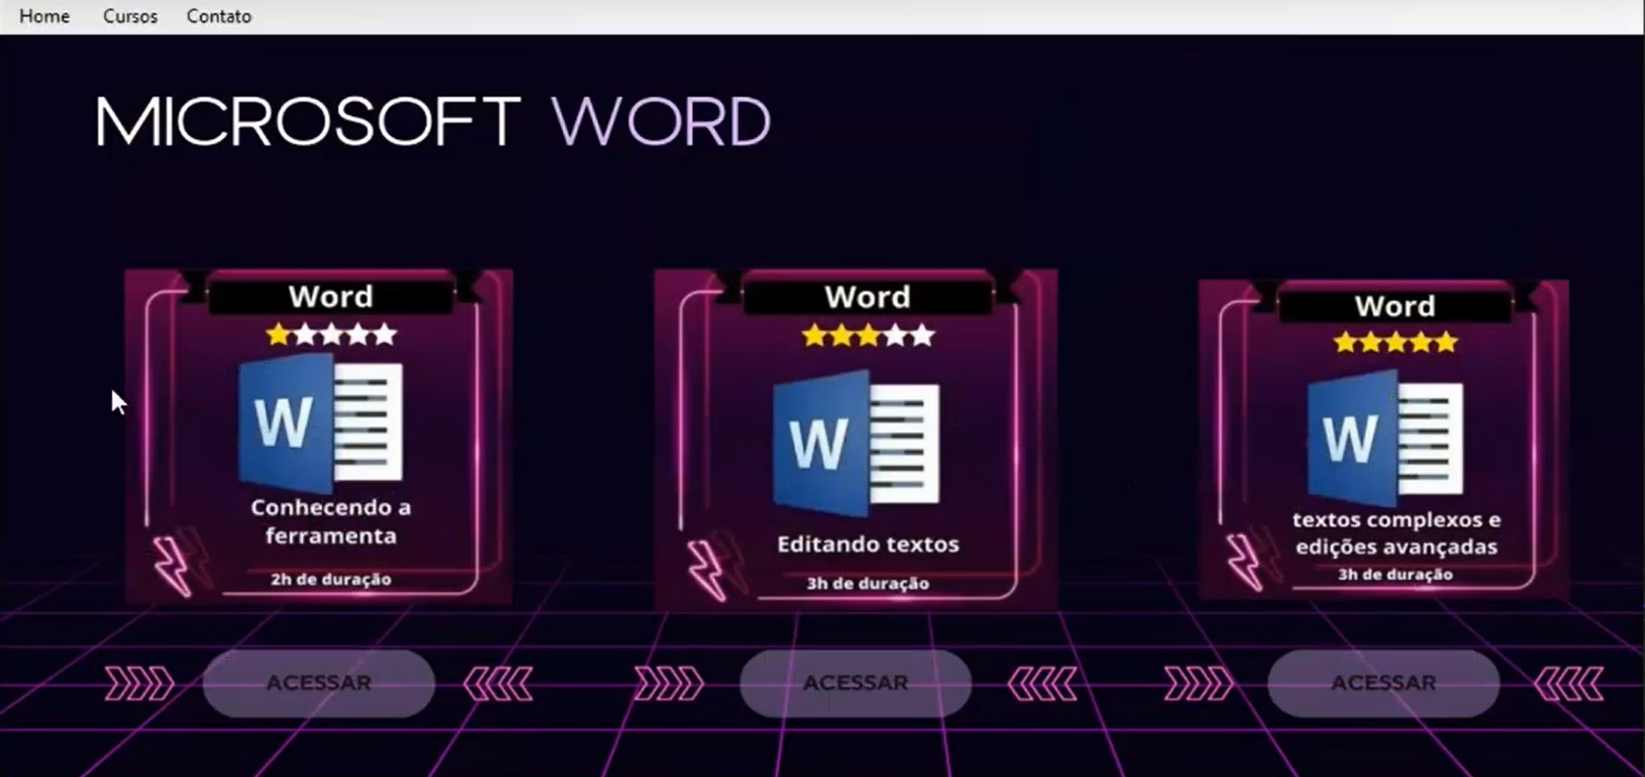 Home Cursos Contato
MICROSOFT WORD
Word
W
Conhecendo a
ferramenta
2h de duração
ACESSAR
Word
W
Editando textos
3h de duração
ACESSAR
Word
W
textos complexos e
edições avançadas
3h de duração
ACESSAR